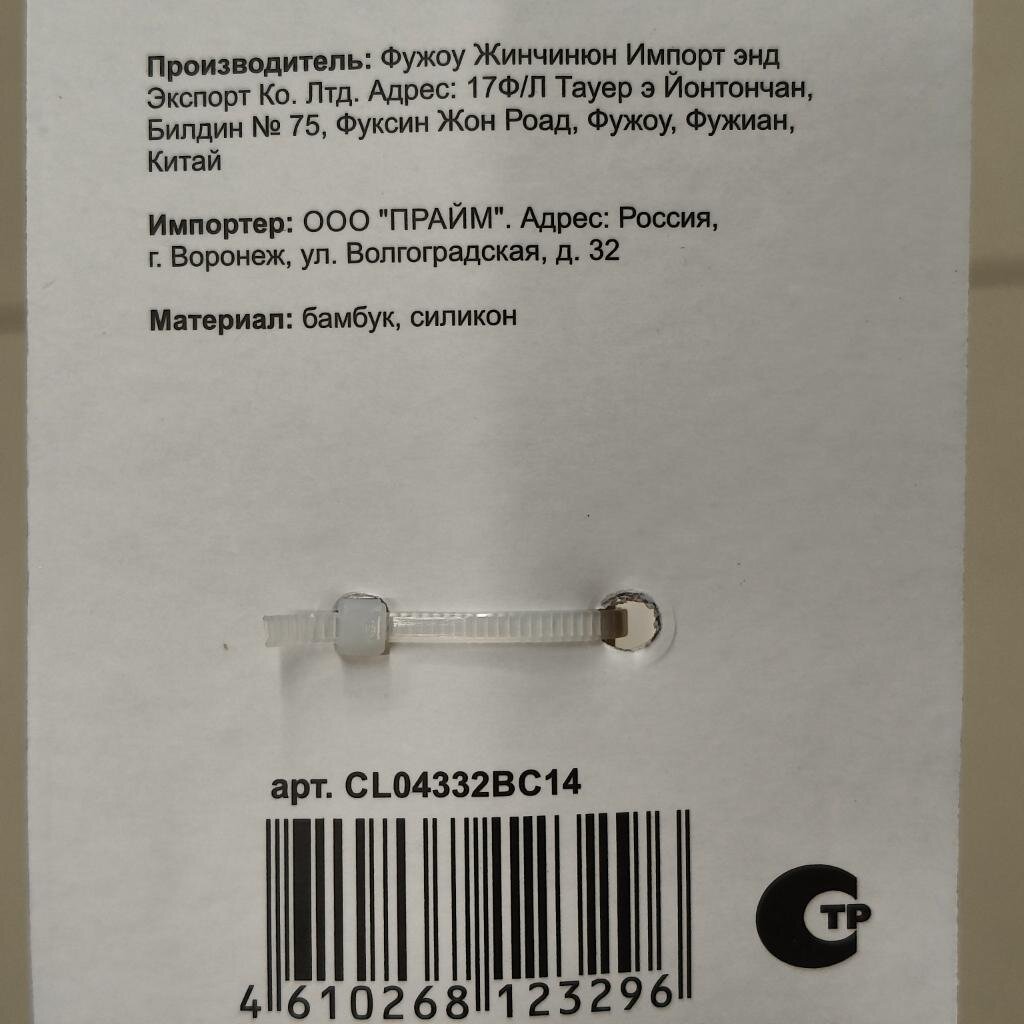 Производитель: Фужоу Жинчинюн Импорт энд
Экспорт Ко. Лтд. Адрес: 17Ф/Л Тауер э Йонтончан,
Билдин № 75, Фуксин Жон Роад, Фужоу, Фужиан,
Китай
Импортер: ООО "ПРАЙМ". Адрес: Россия,
г. Воронеж, ул. Волгоградская, д. 32
Материал: бамбук, силикон
арт. CL04332BC14
4 610268 123296
СТР